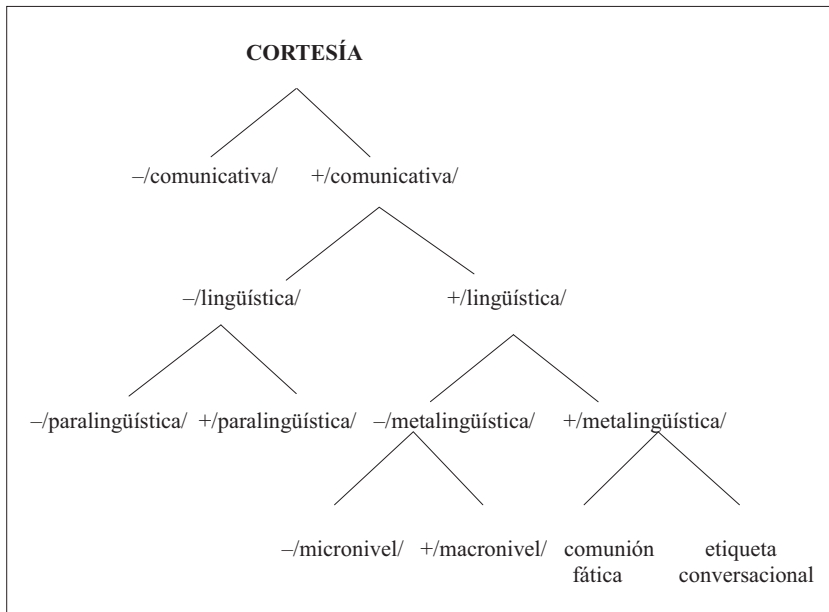 CORTESÍA
–/comunicativa/ +/comunicativa/
–/lingüística/ +/lingüística/
–/paralingüística/ +/paralingüística/ –/metalingüística/ +/metalingüística/
–/micronivel/ +/macronivel/ comunión etiqueta
fática conversacional